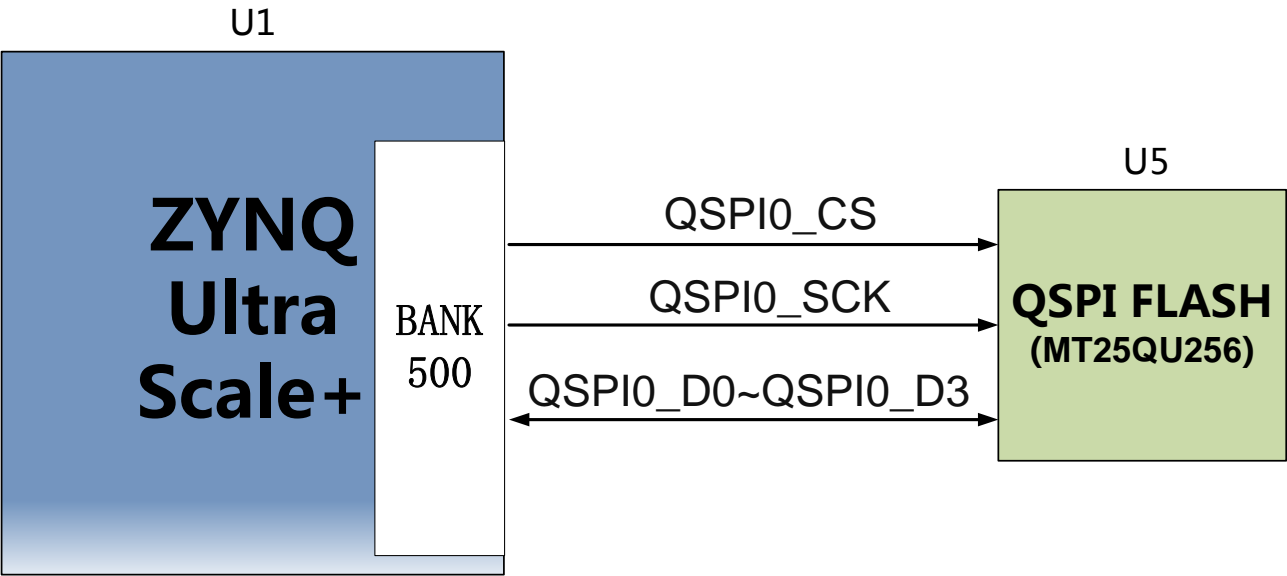 U1
ZYNQ
Ultra
Scale+
BANK
500
QSPI0_CS
QSPI0_SCK
QSPI0_D0~QSPI0_D3
U5
QSPI FLASH
(MT25QU256)